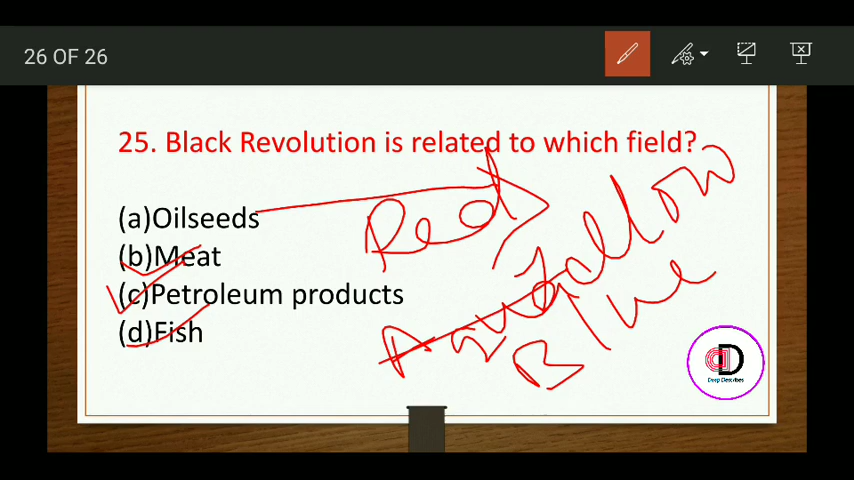 26 OF 26
25. Black Revolution is related to which field?
(a)Oilseeds
(b)Meat
(c)Petroleum products
(d)Fish
Red
Yellow
Blue
Deep Describes